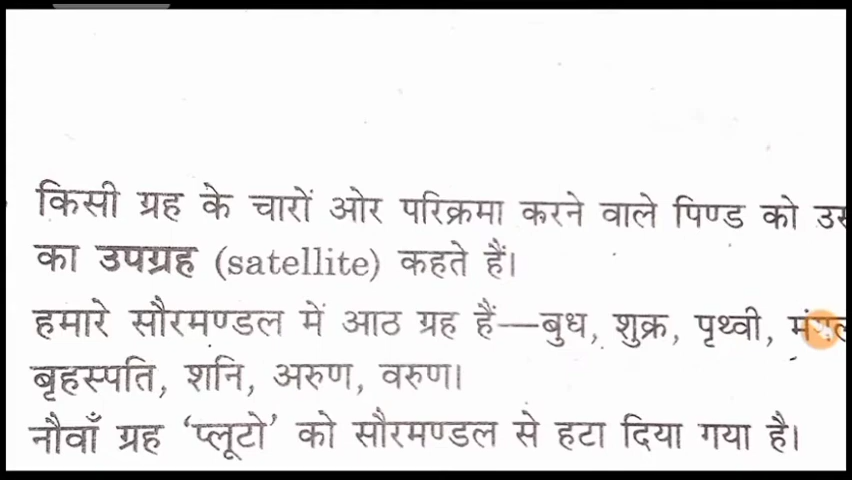 किसी ग्रह के चारों ओर परिक्रमा करने वाले पिण्ड को
का उपग्रह (satellite) कहते हैं।
हमारे सौरमण्डल में आठ ग्रह हैं—बुध, शुक्र, पृथ्वी,
बृहस्पति, शनि, अरुण, वरुण।
नौवाँ ग्रह ‘प्लूटो’ को सौरमण्डल से हटा दिया गया है।